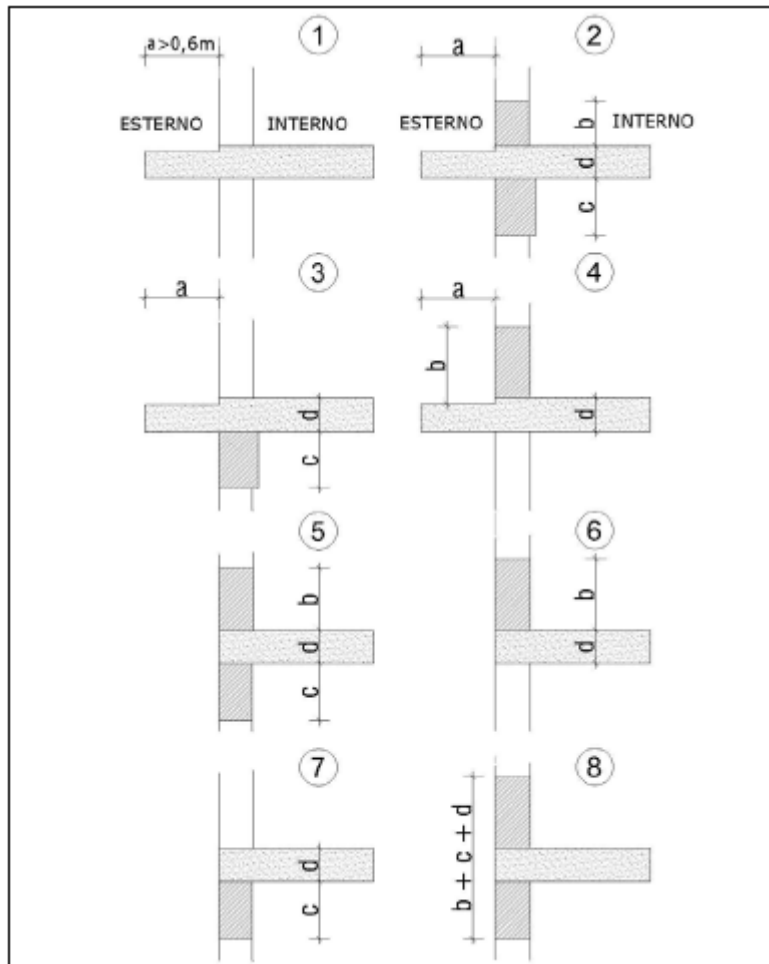 1 2
a>0,6m a
ESTERNO INTERNO ESTERNO INTERNO
b
d
c
3 4
a a
b
d d
c
5 6
b b
d d
c
7 8
d
c
b + c + d